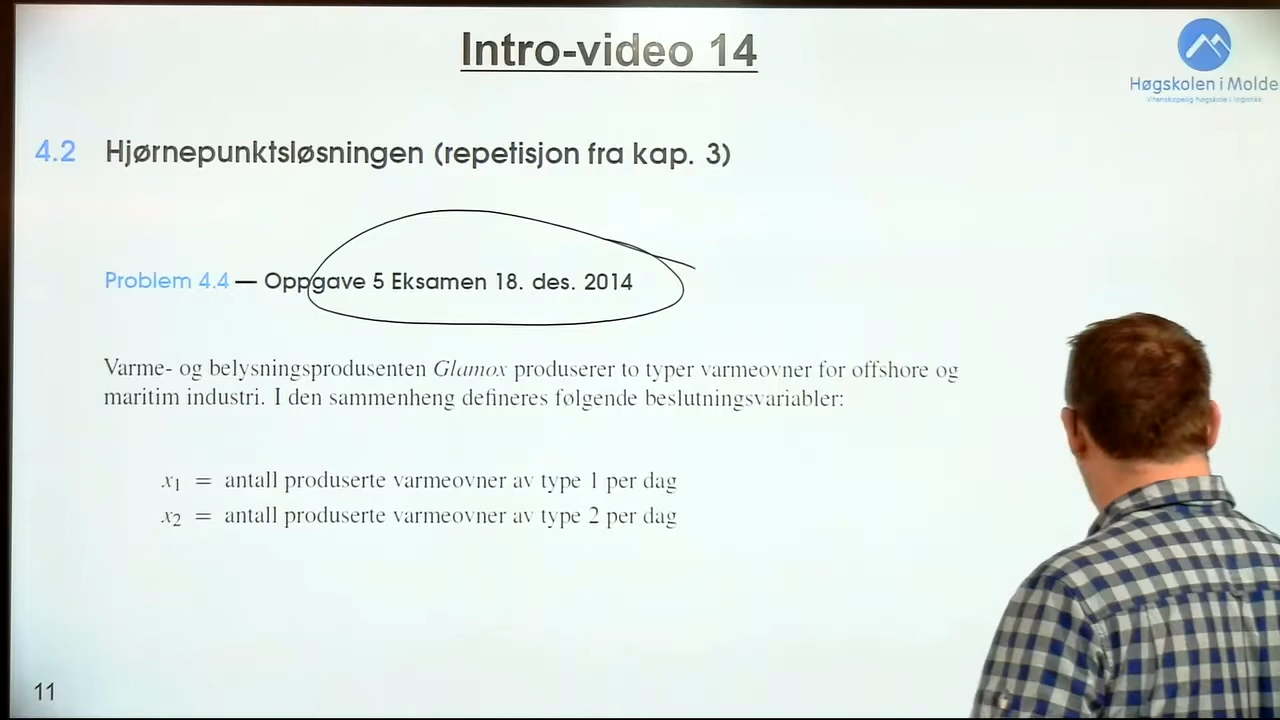 Intro-video 14
Høgskolen i Molde
Vitenskapelig høgskole i logistikk
4.2 Hjørnepunktsløsningen (repetisjon fra kap. 3)
Problem 4.4 — Oppgave 5 Eksamen 18. des. 2014
Varme- og belysningsprodusenten Glamox produserer to typer varmeovner for offshore og
maritim industri. I den sammenheng defineres følgende beslutningsvariabler:
x₁ = antall produserte varmeovner av type 1 per dag
x₂ = antall produserte varmeovner av type 2 per dag
11